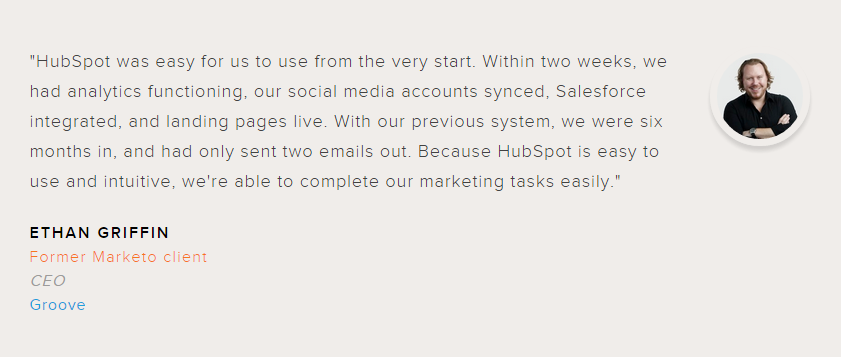 "HubSpot was easy for us to use from the very start. Within two weeks, we
had analytics functioning, our social media accounts synced, Salesforce
integrated, and landing pages live. With our previous system, we were six
months in, and had only sent two emails out. Because HubSpot is easy to
use and intuitive, we're able to complete our marketing tasks easily."
ETHAN GRIFFIN
Former Marketo client
CEO
Groove